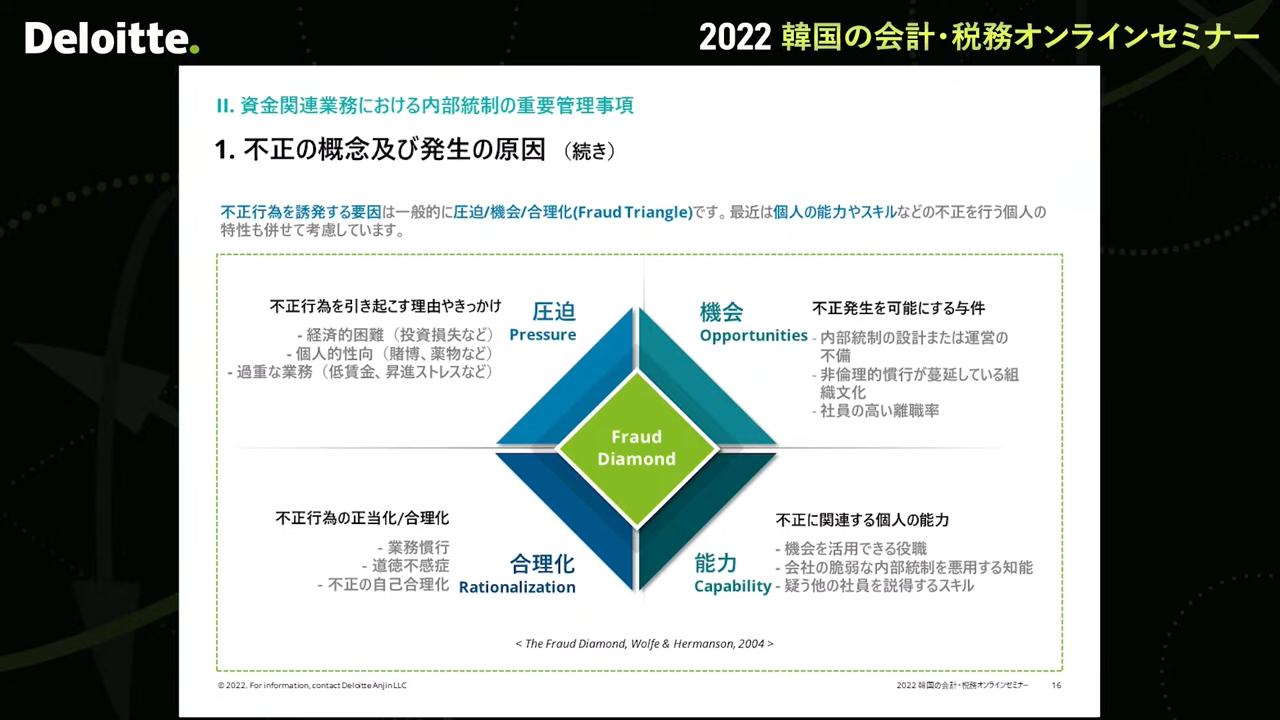 Deloitte.
2022 韓国の会計・税務オンラインセミナー
II. 資金関連業務における内部統制の重要管理事項
1. 不正の概念及び発生の原因 （続き）
不正行為を誘発する要因は一般的に圧迫/機会/合理化(Fraud Triangle)です。最近は個人の能力やスキルなどの不正を行う個人の
特性も併せて考慮しています。
不正行為を引き起こす理由やきっかけ
- 経済的困難（投資損失など）
- 個人的性向（賭博、薬物など）
- 過重な業務（低賃金、昇進ストレスなど）
圧迫
Pressure
機会
Opportunities
不正発生を可能にする与件
- 内部統制の設計または運営の
不備
- 非倫理的慣行が蔓延している組
織文化
- 社員の高い離職率
Fraud
Diamond
不正行為の正当化/合理化
- 業務慣行
- 道徳不感症
- 不正の自己合理化
合理化
Rationalization
能力
Capability
不正に関連する個人の能力
- 機会を活用できる役職
- 会社の脆弱な内部統制を悪用する知能
- 疑う他の社員を説得するスキル
< The Fraud Diamond, Wolfe & Hermanson, 2004 >
© 2022. For information, contact Deloitte Anjin LLC
2022 韓国の会計・税務オンラインセミナー
16